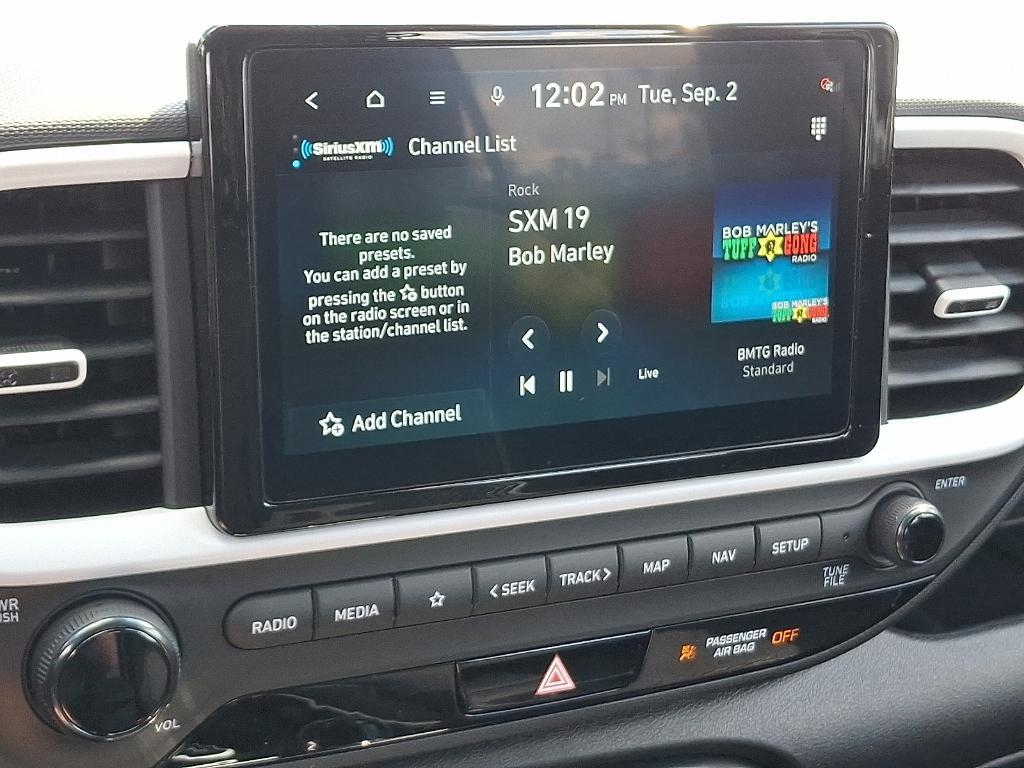 12:02 PM Tue, Sep. 2
SiriusXM
SATELLITE RADIO
Channel List
There are no saved
presets.
You can add a preset by
pressing the button
on the radio screen or in
the station/channel list.
Add Channel
Rock
SXM 19
Bob Marley
Live
BOB MARLEY'S
TUFF GONG
RADIO
BOB MARLEY'S
TUFF GONG
RADIO
BMTG Radio
Standard
ENTER
RADIO
MEDIA
< SEEK
TRACK >
MAP
NAV
SETUP
TUNE
FILE
VOL
PASSENGER
AIR BAG
OFF
2